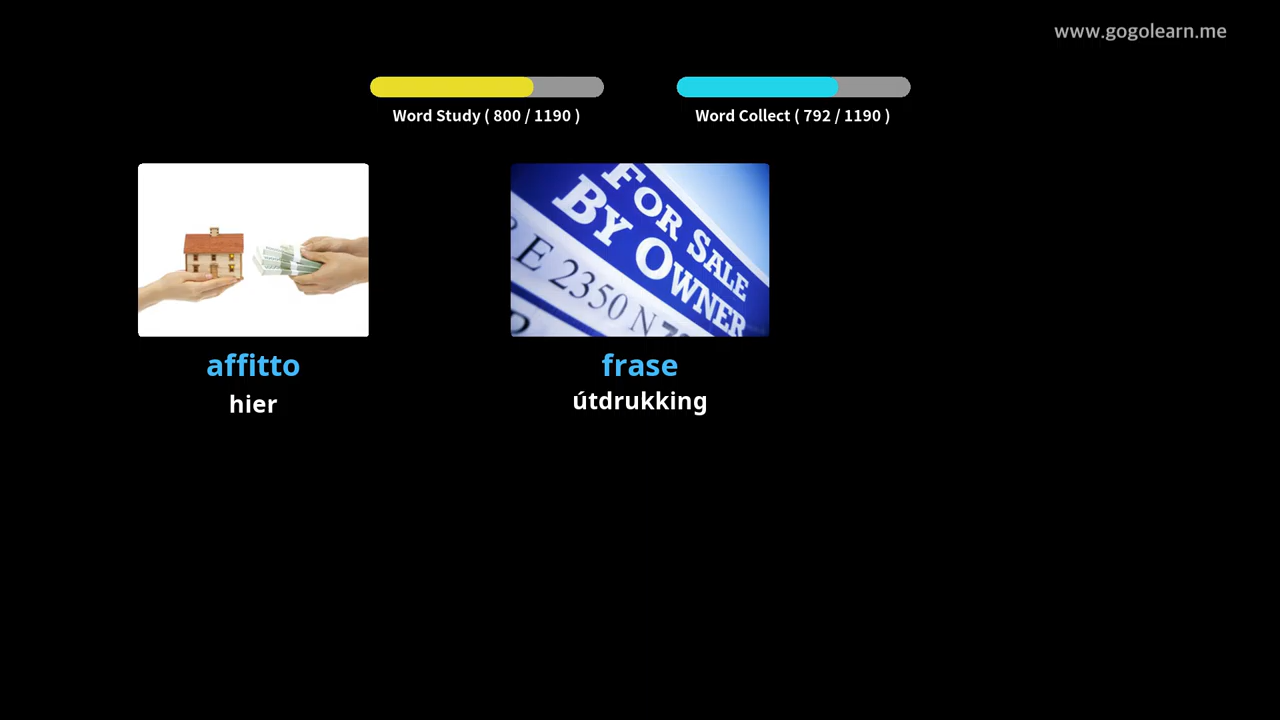 www.gogolearn.me
Word Study ( 800 / 1190 )
Word Collect ( 792 / 1190 )
FOR SALE
BY OWNER
E 2350 N
affitto
hier
frase
útdrukking